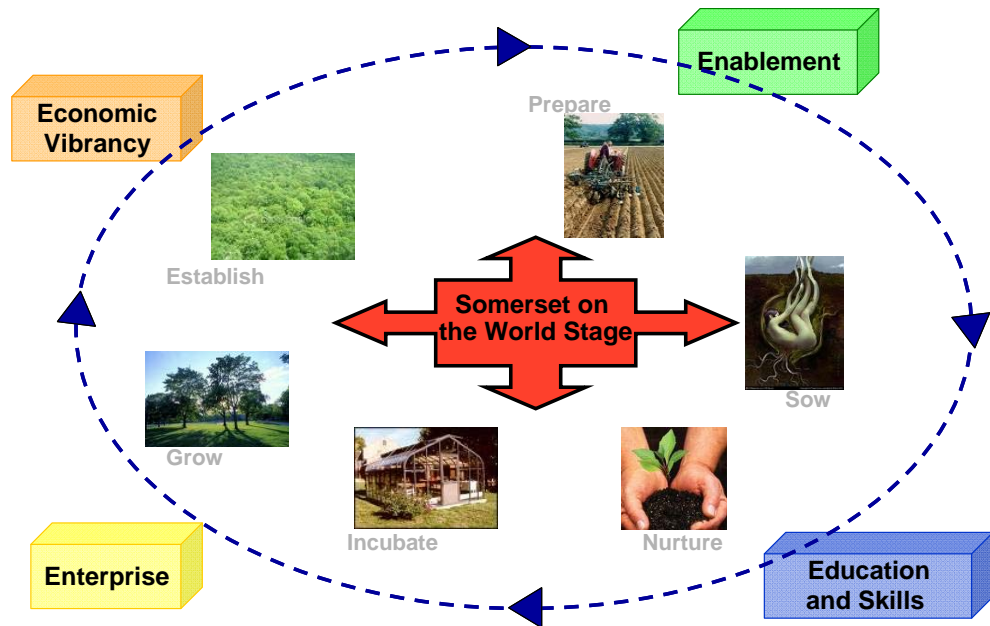 Enablement
Economic
Vibrancy
Prepare
Establish
Somerset on
the World Stage
Sow
Grow
Incubate
Nurture
Enterprise
Education
and Skills